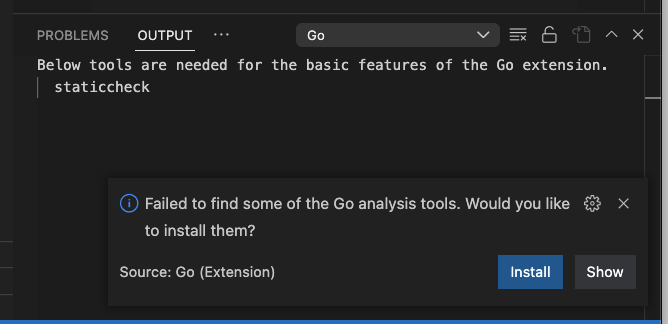 PROBLEMS OUTPUT ··· Go
Below tools are needed for the basic features of the Go extension.
staticcheck
Failed to find some of the Go analysis tools. Would you like
to install them?
Source: Go (Extension) Install Show